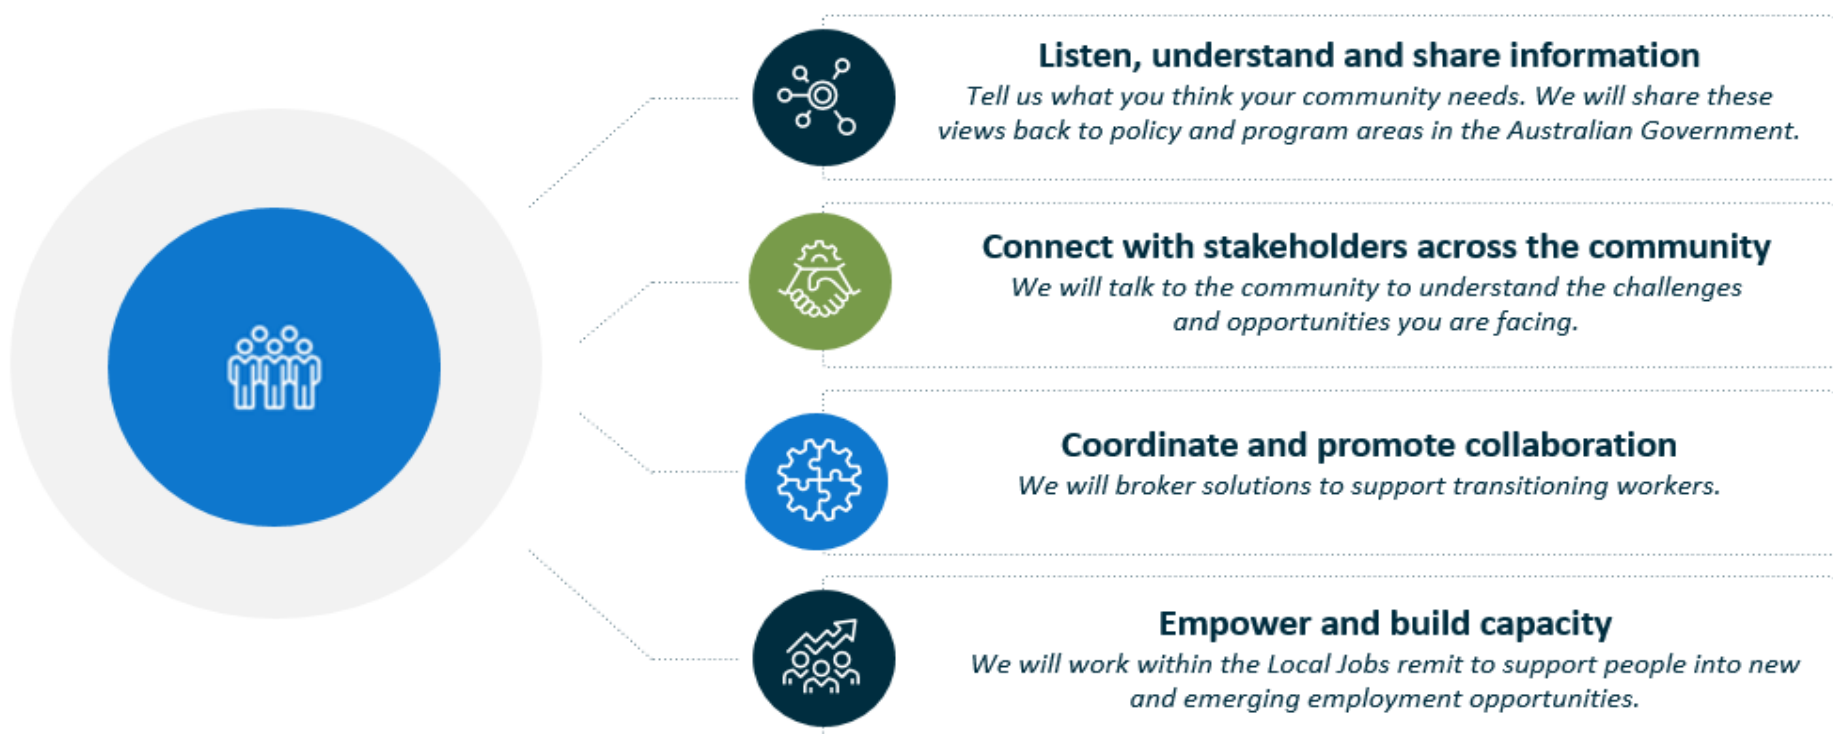 Listen, understand and share information
Tell us what you think your community needs. We will share these
views back to policy and program areas in the Australian Government.
Connect with stakeholders across the community
We will talk to the community to understand the challenges
and opportunities you are facing.
Coordinate and promote collaboration
We will broker solutions to support transitioning workers.
Empower and build capacity
We will work within the Local Jobs remit to support people into new
and emerging employment opportunities.